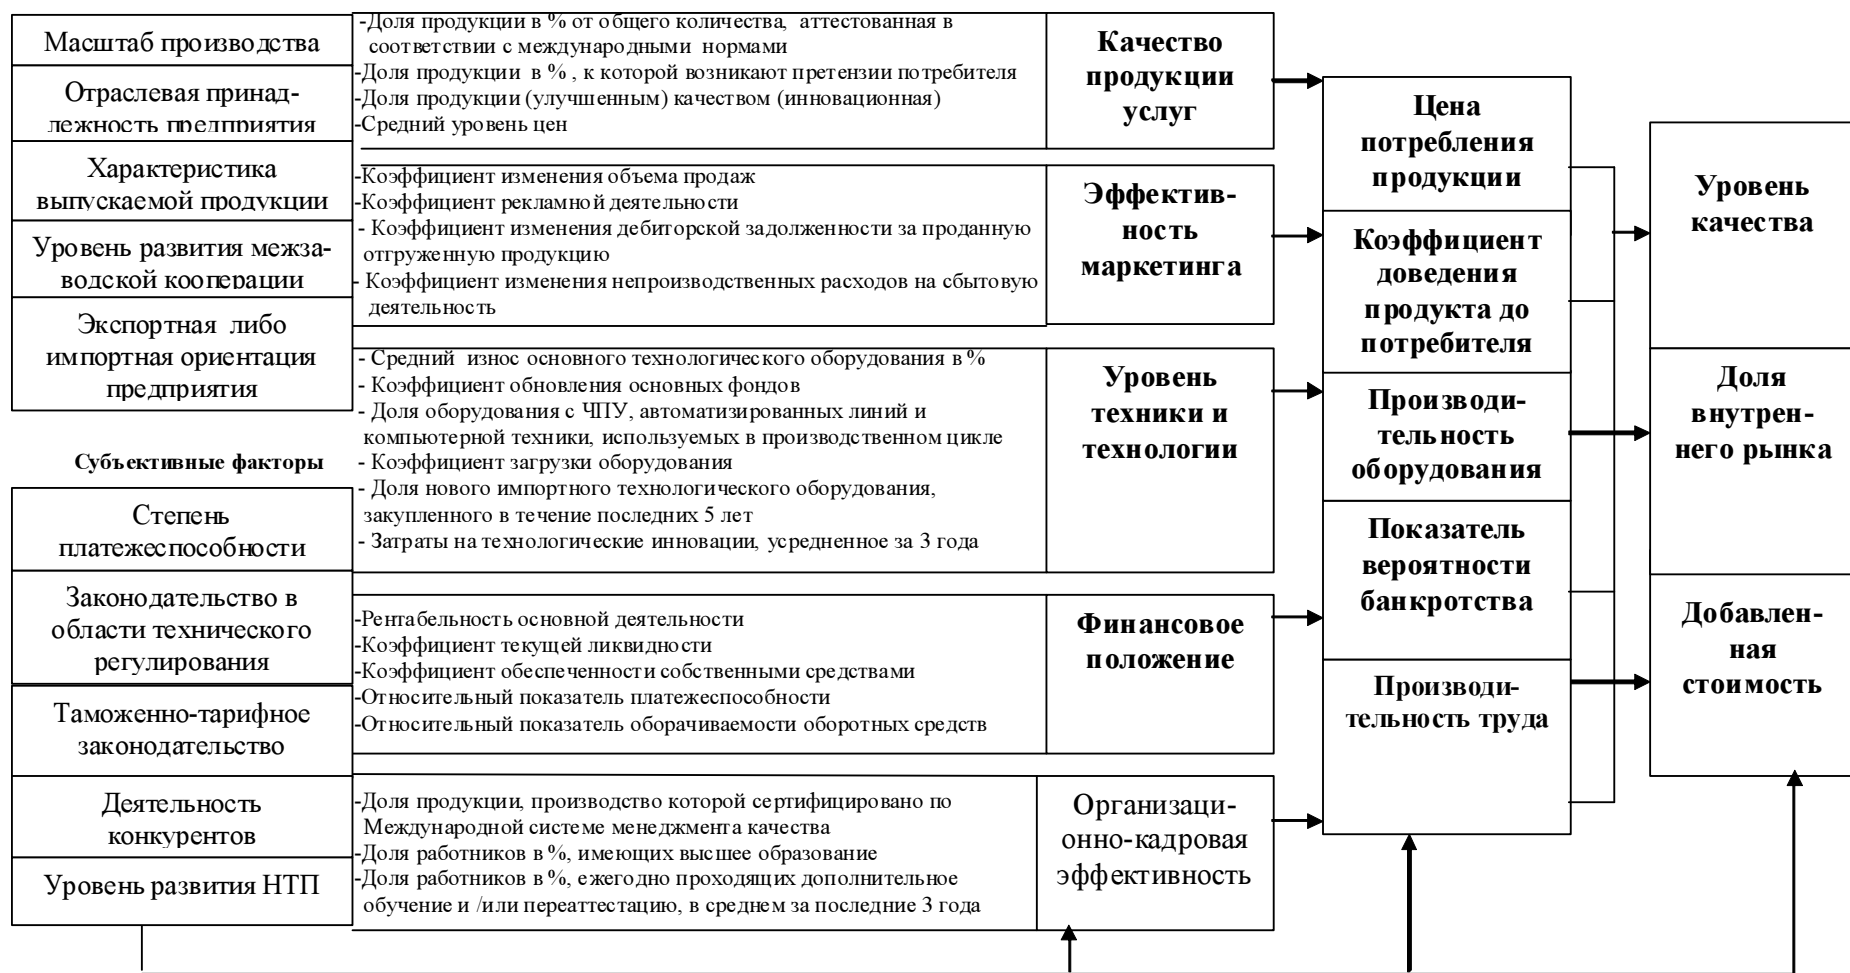 Масштаб производства
Отраслевая принад-
лежность предприятия
Характеристика
выпускаемой продукции
Уровень развития межза-
водской кооперации
Экспортная либо
импортная ориентация
предприятия
Субъективные факторы
Степень
платежеспособности
Законодательство в
области технического
регулирования
Таможенно-тарифное
законодательство
Деятельность
конкурентов
Уровень развития НТП
-Доля продукции в % от общего количества, аттестованная в
соответствии с международными нормами
-Доля продукции в % , к которой возникают претензии потребителя
-Доля продукции (улучшенным) качеством (инновационная)
-Средний уровень цен
-Коэффициент изменения объема продаж
-Коэффициент рекламной деятельности
- Коэффициент изменения дебиторской задолженности за проданную
отгруженную продукцию
- Коэффициент изменения непроизводственных расходов на сбытовую
деятельность
- Средний износ основного технологического оборудования в %
- Коэффициент обновления основных фондов
- Доля оборудования с ЧПУ, автоматизированных линий и
компьютерной техники, используемых в производственном цикле
- Коэффициент загрузки оборудования
- Доля нового импортного технологического оборудования,
закупленного в течение последних 5 лет
- Затраты на технологические инновации, усредненное за 3 года
-Рентабельность основной деятельности
-Коэффициент текущей ликвидности
-Коэффициент обеспеченности собственными средствами
-Относительный показатель платежеспособности
-Относительный показатель оборачиваемости оборотных средств
-Доля продукции, производство которой сертифицировано по
Международной системе менеджмента качества
-Доля работников в %, имеющих высшее образование
-Доля работников в %, ежегодно проходящих дополнительное
обучение и /или переаттестацию, в среднем за последние 3 года
Качество
продукции
услуг
Эффектив-
ность
маркетинга
Уровень
техники и
технологии
Финансовое
положение
Организаци-
онно-кадровая
эффективность
Цена
потребления
продукции
Коэффициент
доведения
продукта до
потребителя
Производи-
тельность
оборудования
Показатель
вероятности
банкротства
Производи-
тельность труда
Уровень
качества
Доля
внутрен-
него рынка
Добавлен-
ная
стоимость